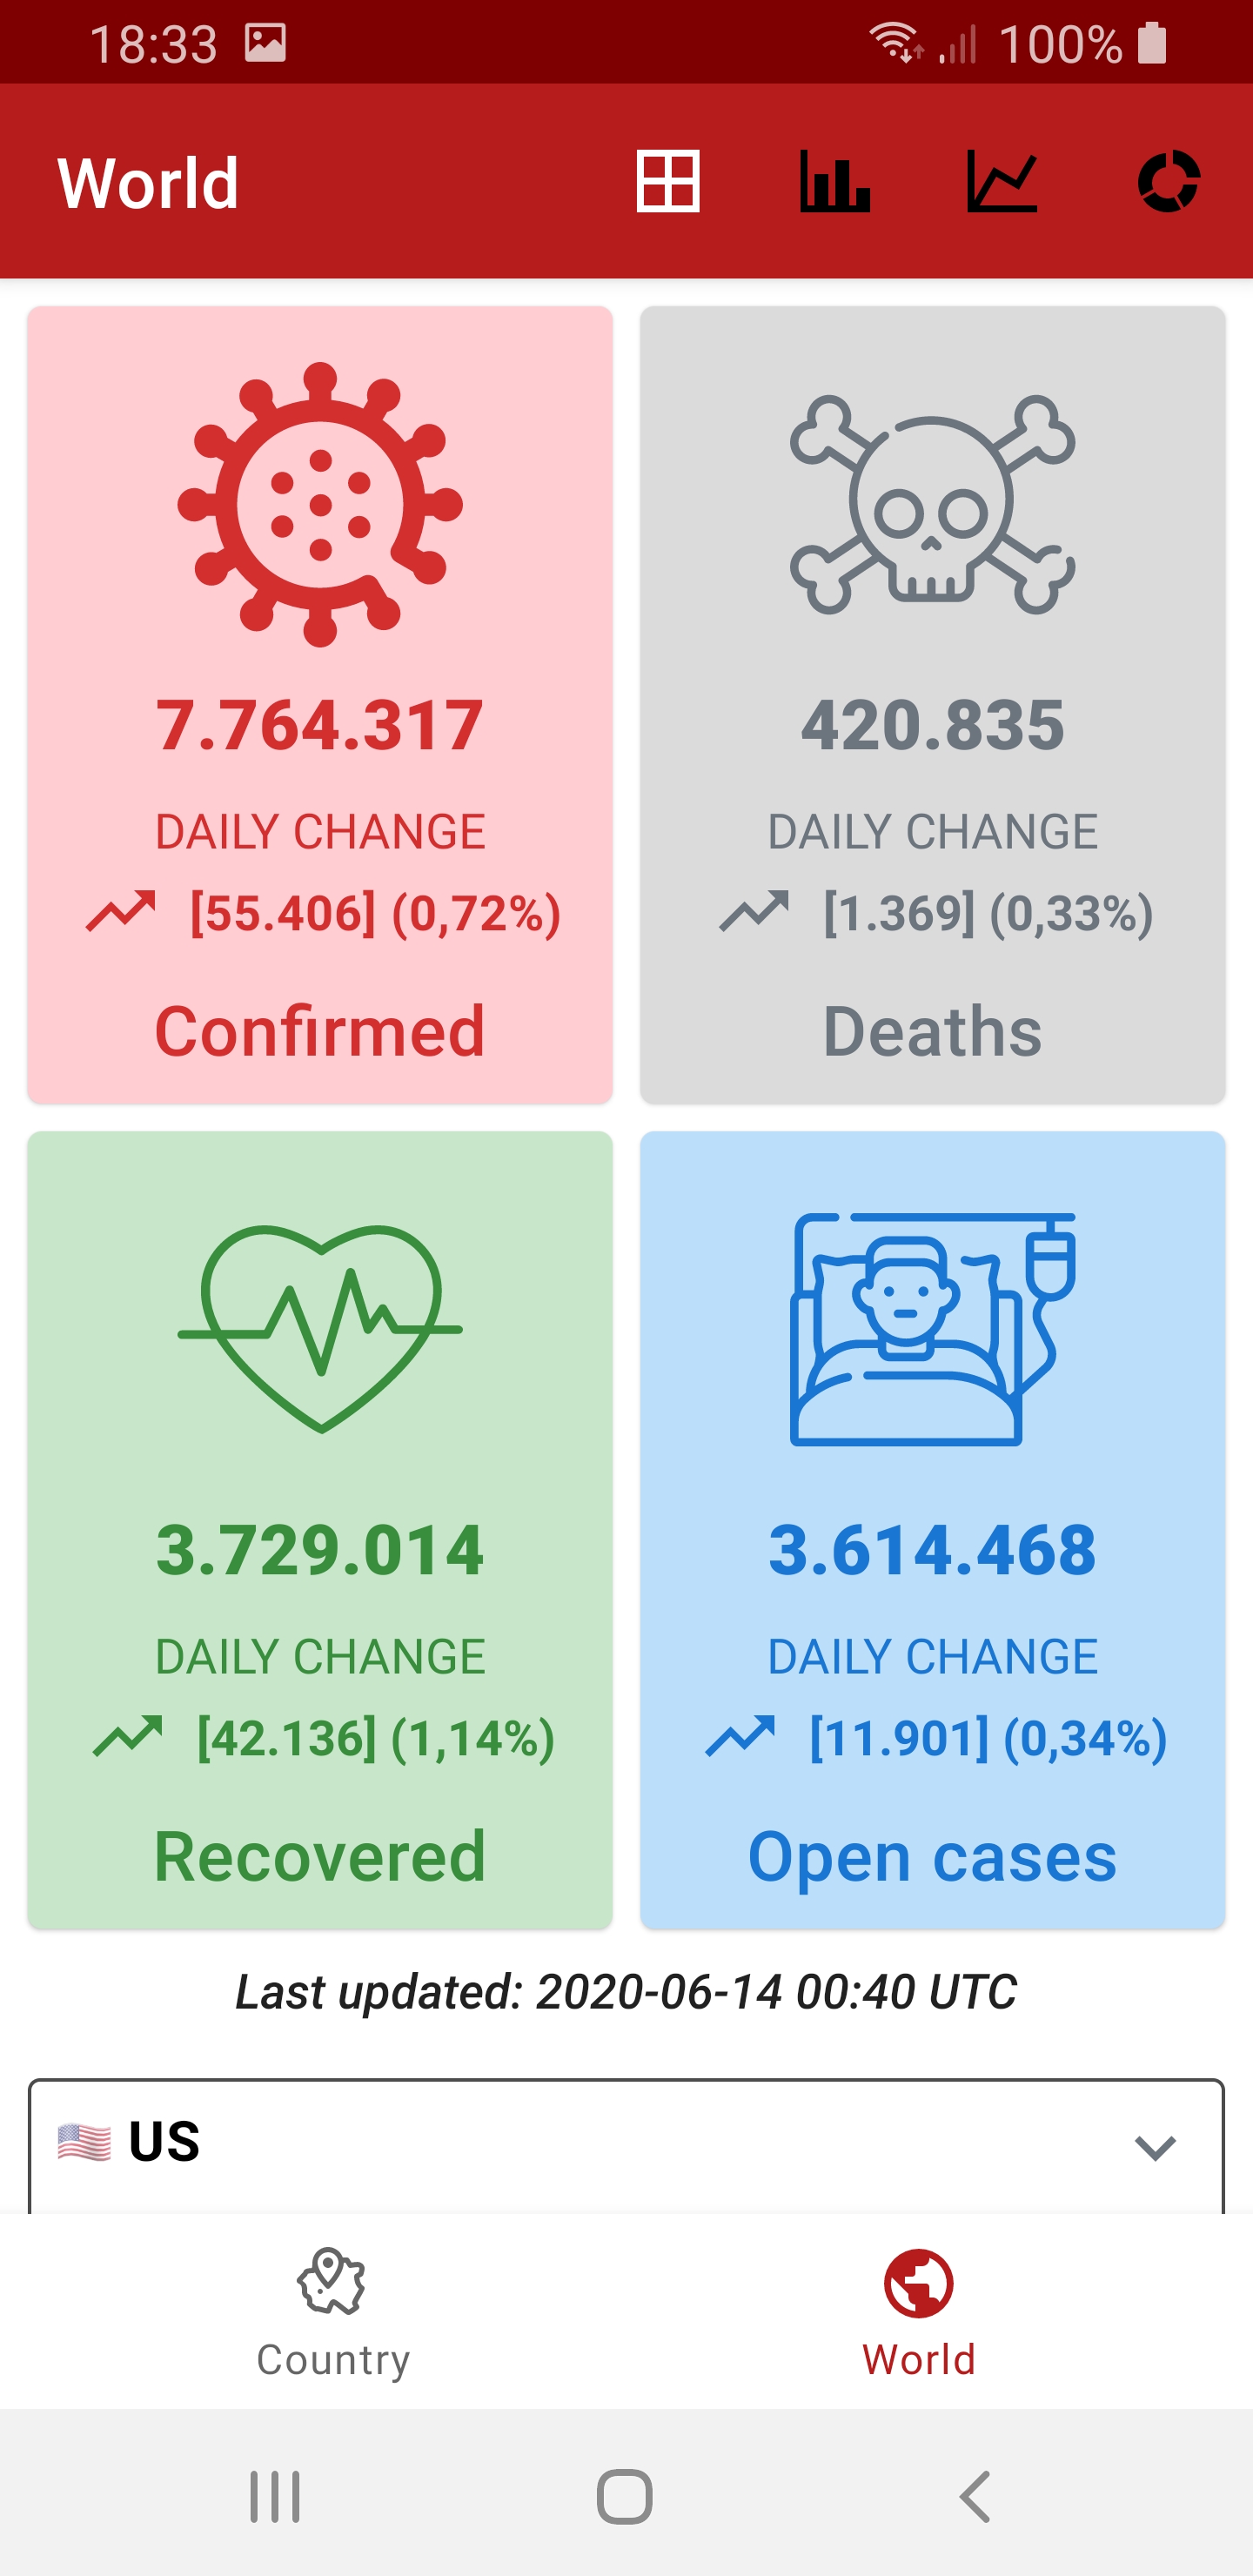 18:33 100%
World
7.764.317
DAILY CHANGE
[55.406] (0,72%)
Confirmed
420.835
DAILY CHANGE
[1.369] (0,33%)
Deaths
3.729.014
DAILY CHANGE
[42.136] (1,14%)
Recovered
3.614.468
DAILY CHANGE
[11.901] (0,34%)
Open cases
Last updated: 2020-06-14 00:40 UTC
US
Country
World